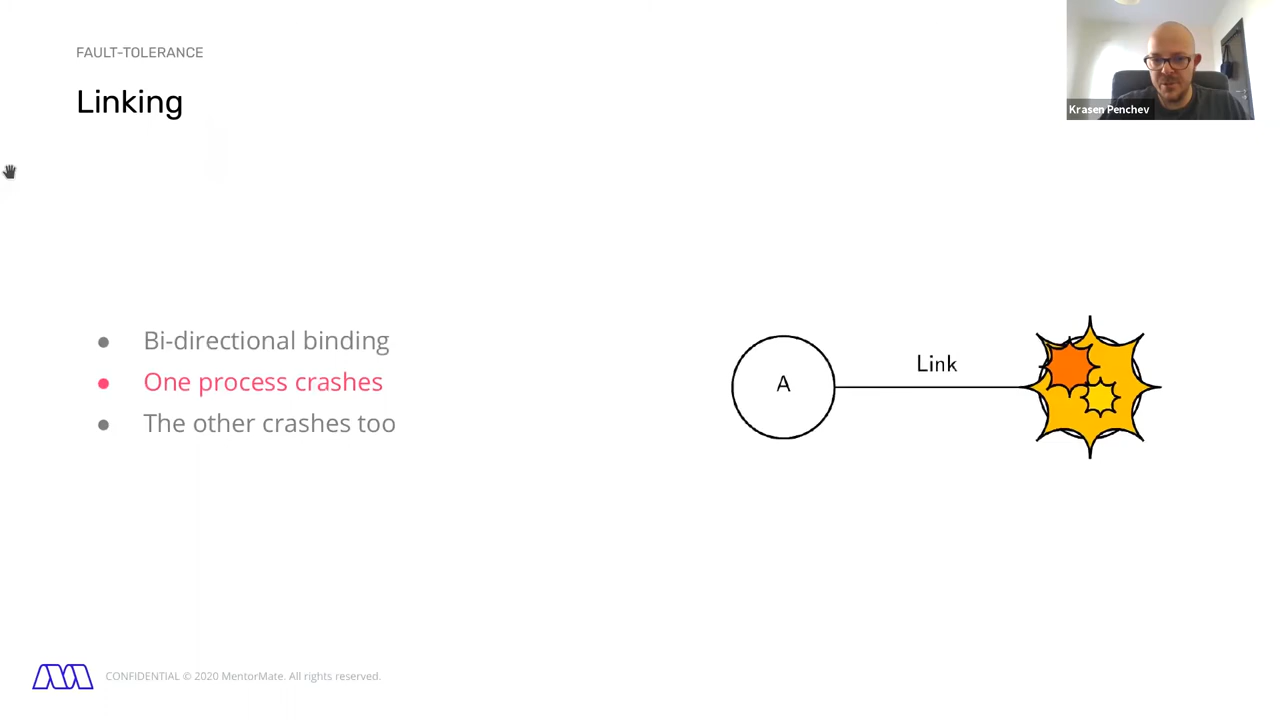 FAULT-TOLERANCE
Linking
Krasen Penchev
● Bi-directional binding
● One process crashes
● The other crashes too
A
Link
CONFIDENTIAL © 2020 MentorMate. All rights reserved.